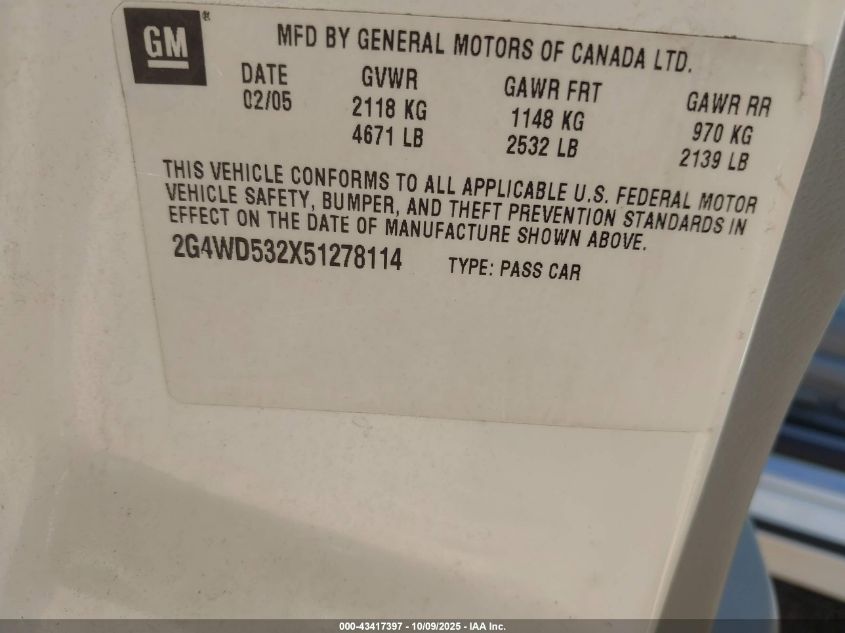 GM
MFD BY GENERAL MOTORS OF CANADA LTD.
DATE GVWR GAWR FRT GAWR RR
02/05 2118 KG 1148 KG 970 KG
4671 LB 2532 LB 2139 LB
THIS VEHICLE CONFORMS TO ALL APPLICABLE U.S. FEDERAL MOTOR
VEHICLE SAFETY, BUMPER, AND THEFT PREVENTION STANDARDS IN
EFFECT ON THE DATE OF MANUFACTURE SHOWN ABOVE.
2G4WD532X51278114 TYPE: PASS CAR
000-43417397 - 10/09/2025 - IAA Inc.